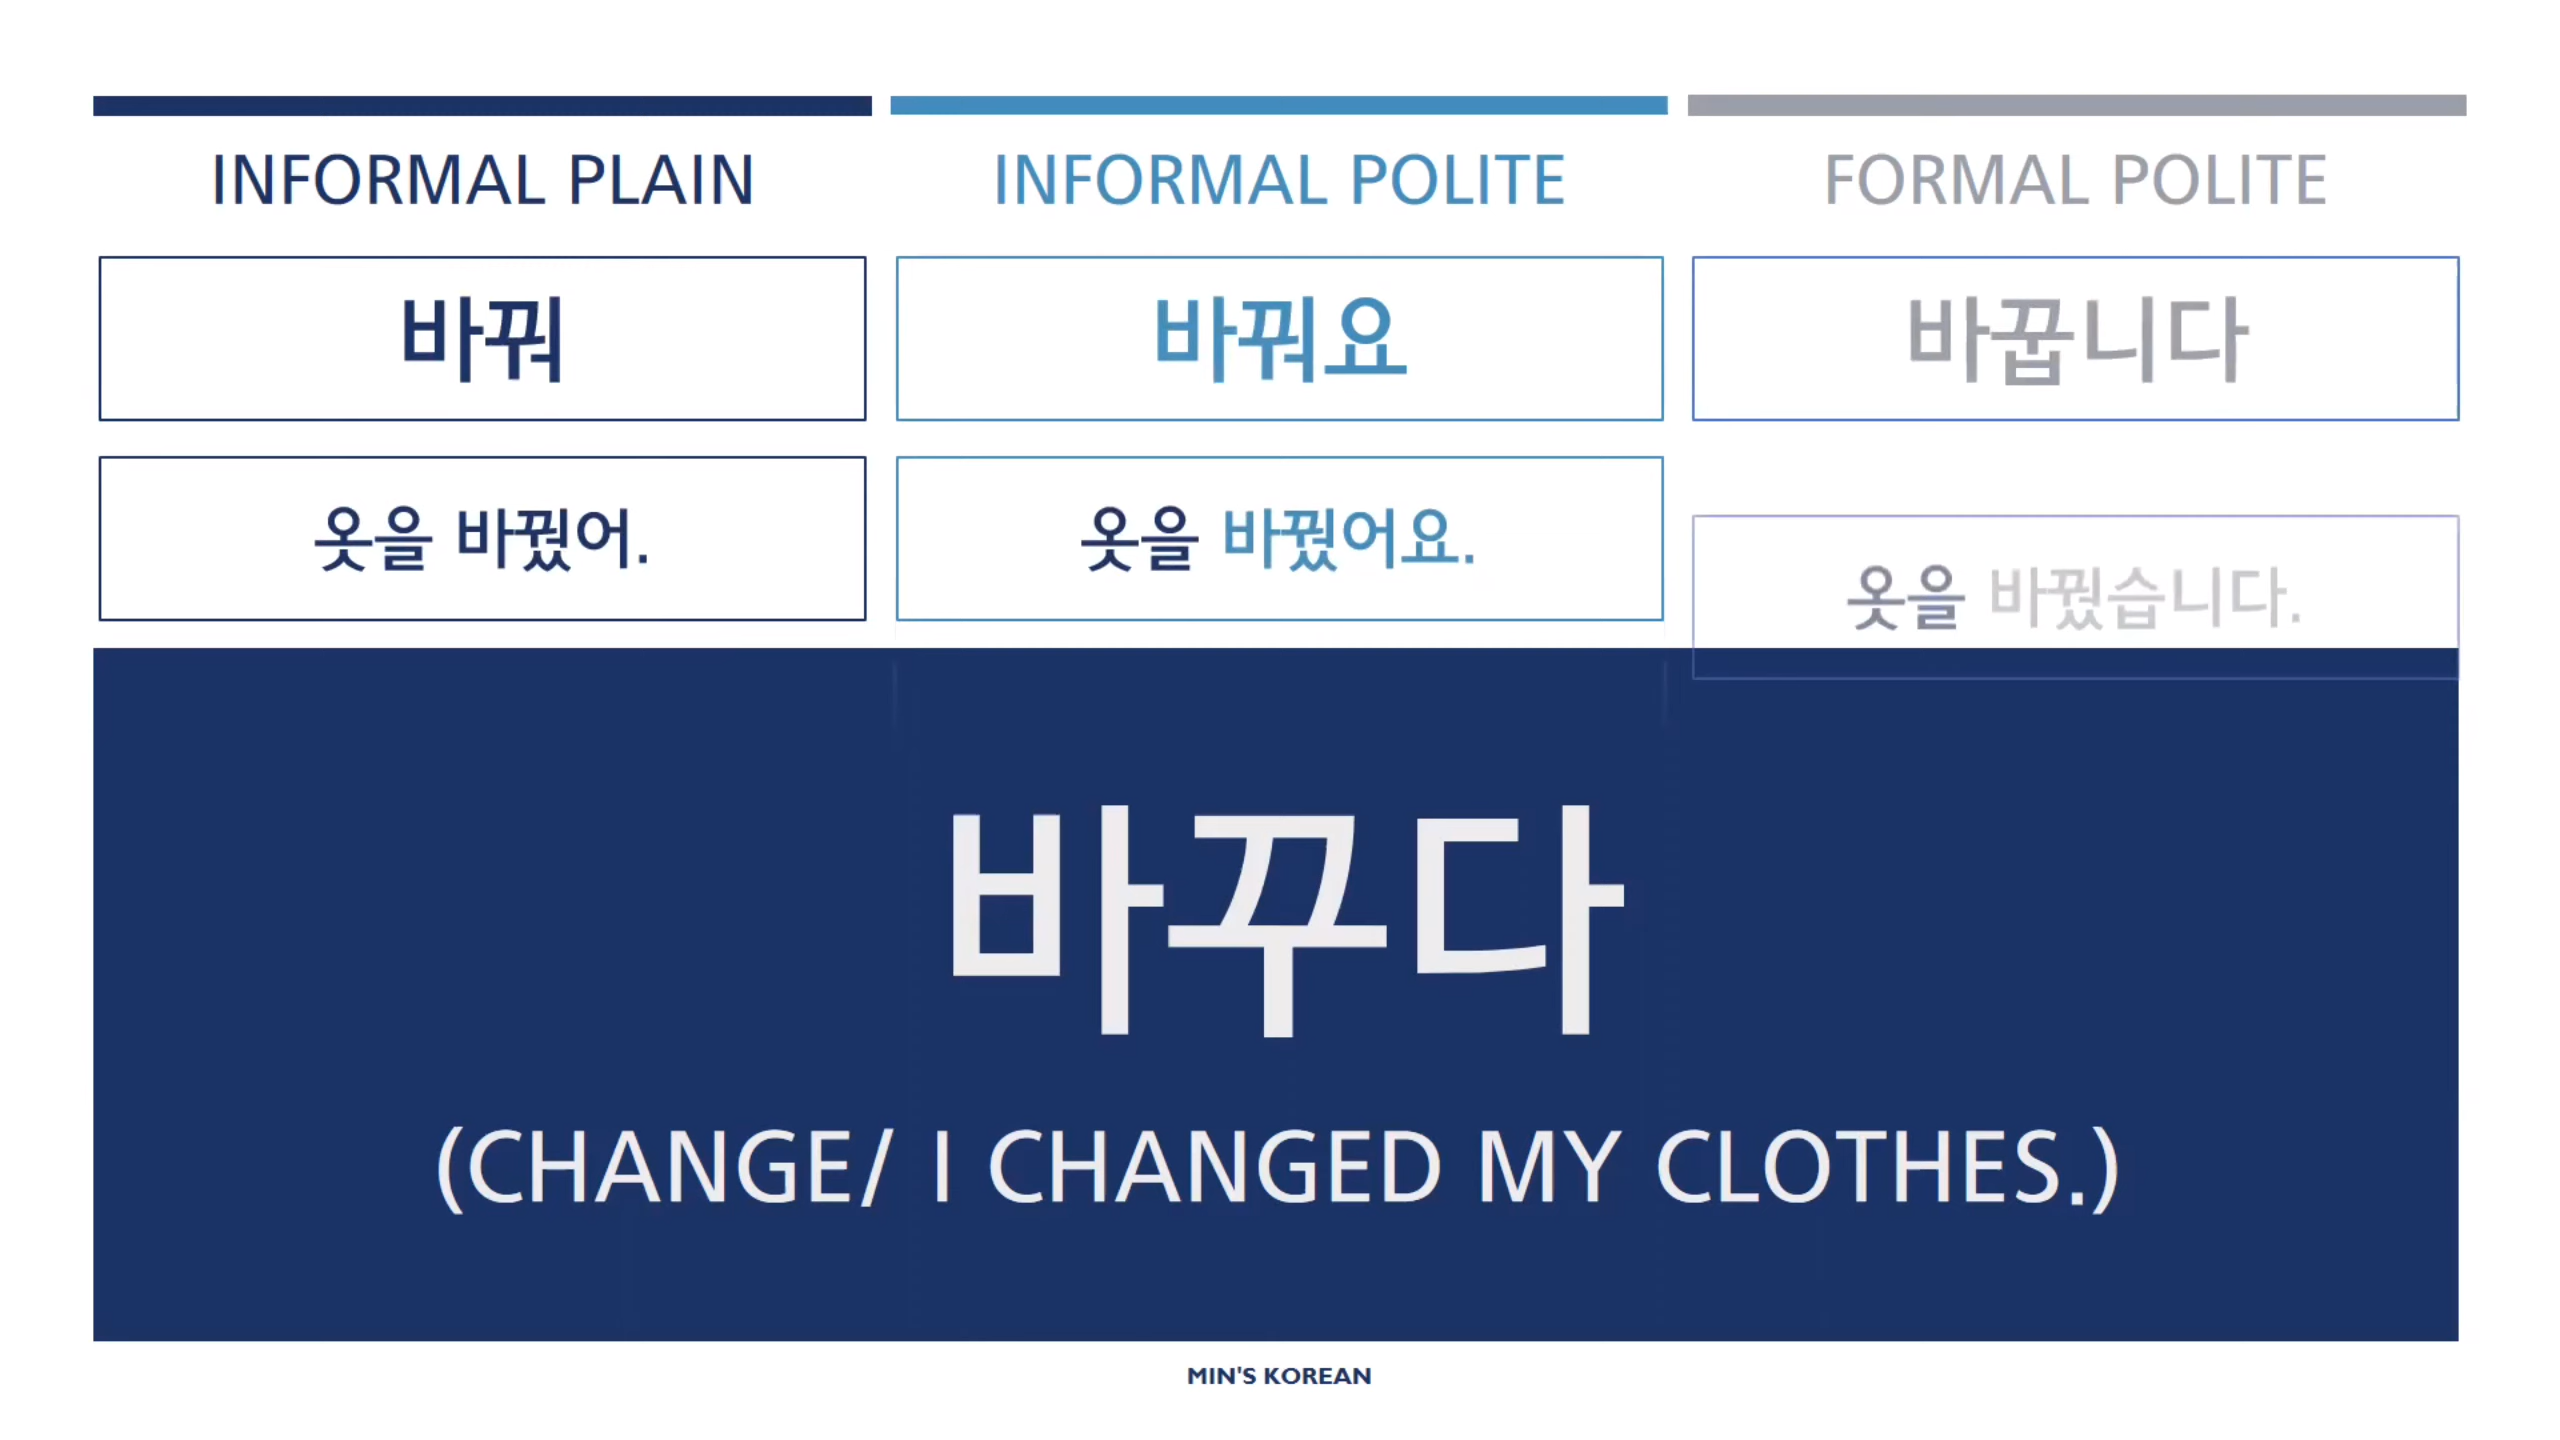 INFORMAL PLAIN
INFORMAL POLITE
FORMAL POLITE
바꿔
바꿔요
바꿉니다
옷을 바꿨어.
옷을 바꿨어요.
옷을 바꿨습니다.
바꾸다
(CHANGE/ I CHANGED MY CLOTHES.)
MIN'S KOREAN